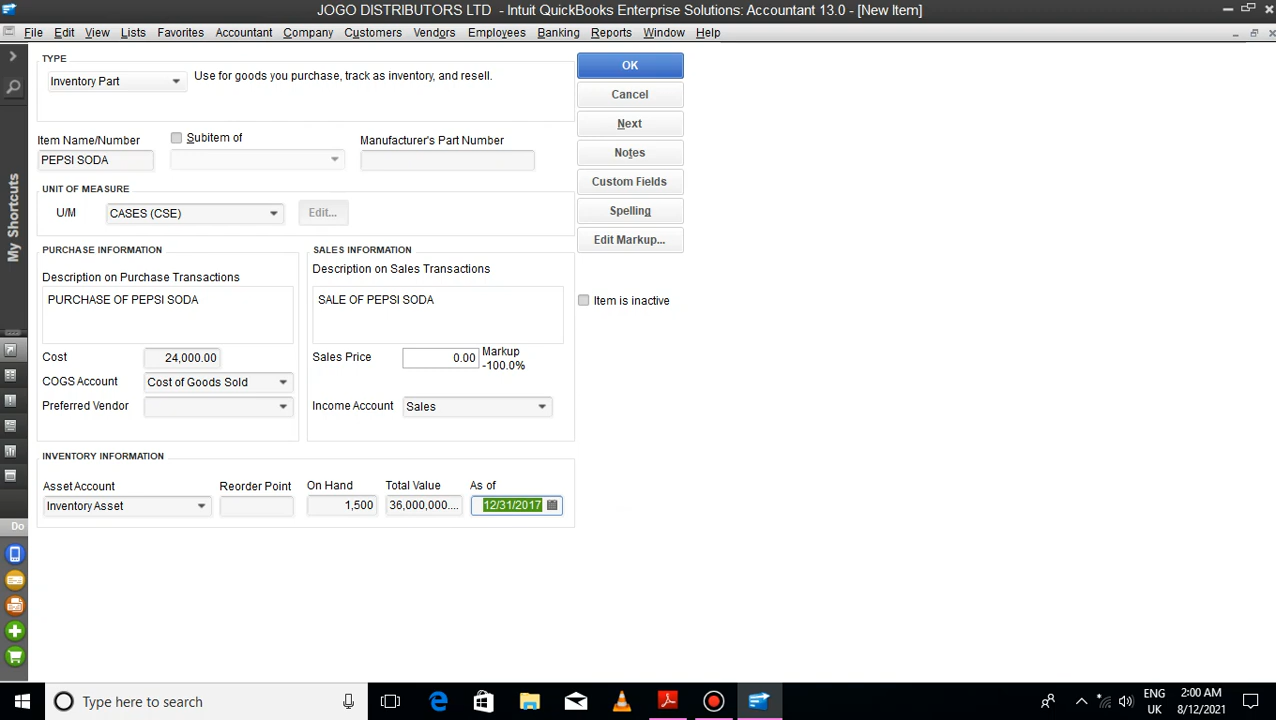 JOGO DISTRIBUTORS LTD - Intuit QuickBooks Enterprise Solutions: Accountant 13.0 - [New Item]
File Edit View Lists Favorites Accountant Company Customers Vendors Employees Banking Reports Window Help
TYPE
Inventory Part
Use for goods you purchase, track as inventory, and resell.
OK
Cancel
Next
Notes
Custom Fields
Spelling
Edit Markup...
Item Name/Number
Subitem of
Manufacturer's Part Number
PEPSI SODA
UNIT OF MEASURE
U/M
CASES (CSE)
Edit...
PURCHASE INFORMATION
Description on Purchase Transactions
PURCHASE OF PEPSI SODA
Cost
24,000.00
COGS Account
Cost of Goods Sold
Preferred Vendor
SALES INFORMATION
Description on Sales Transactions
SALE OF PEPSI SODA
Sales Price
0.00
Markup
-100.0%
Income Account
Sales
Item is inactive
INVENTORY INFORMATION
Asset Account
Reorder Point
On Hand
Total Value
As of
Inventory Asset
1,500
36,000,000....
12/31/2017
My Shortcuts
Do
Type here to search
ENG
UK
2:00 AM
8/12/2021